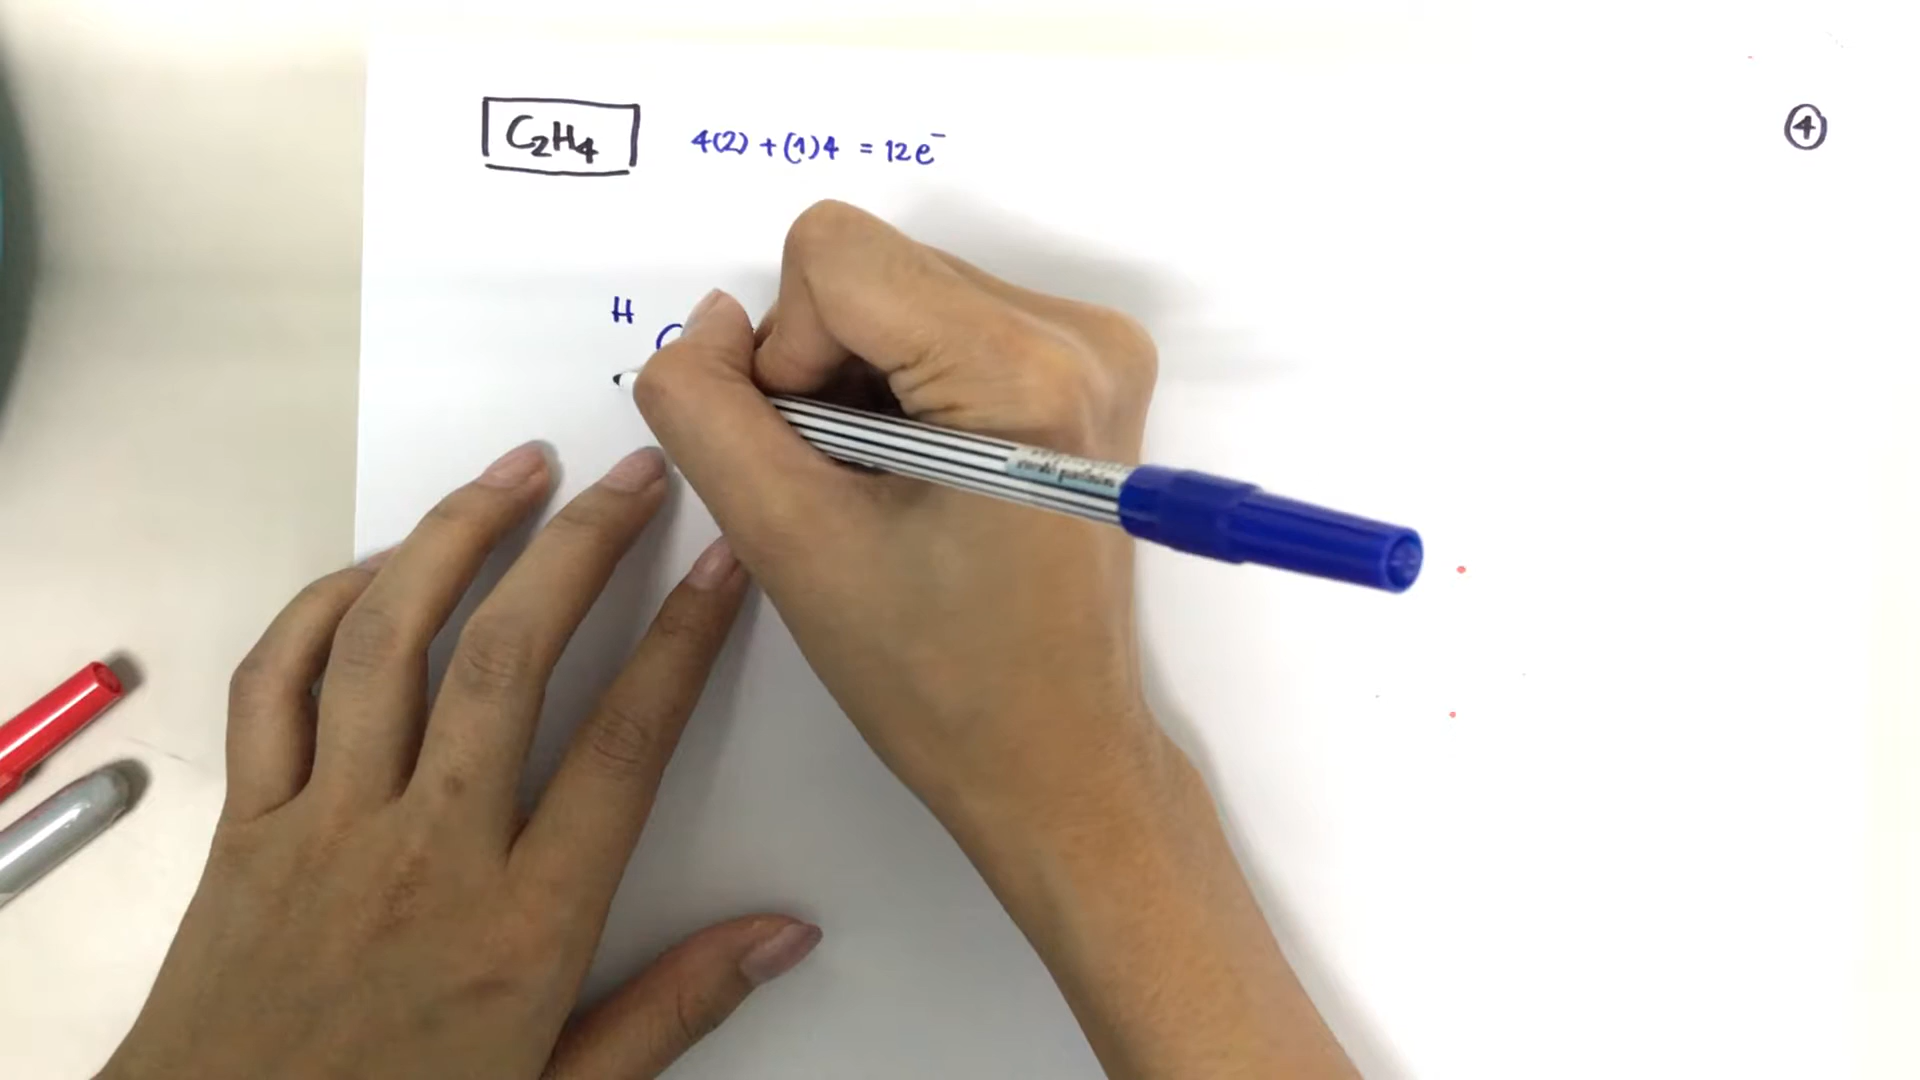 C₂H₄ 4(2) + (1)4 = 12e⁻ ④
H
C